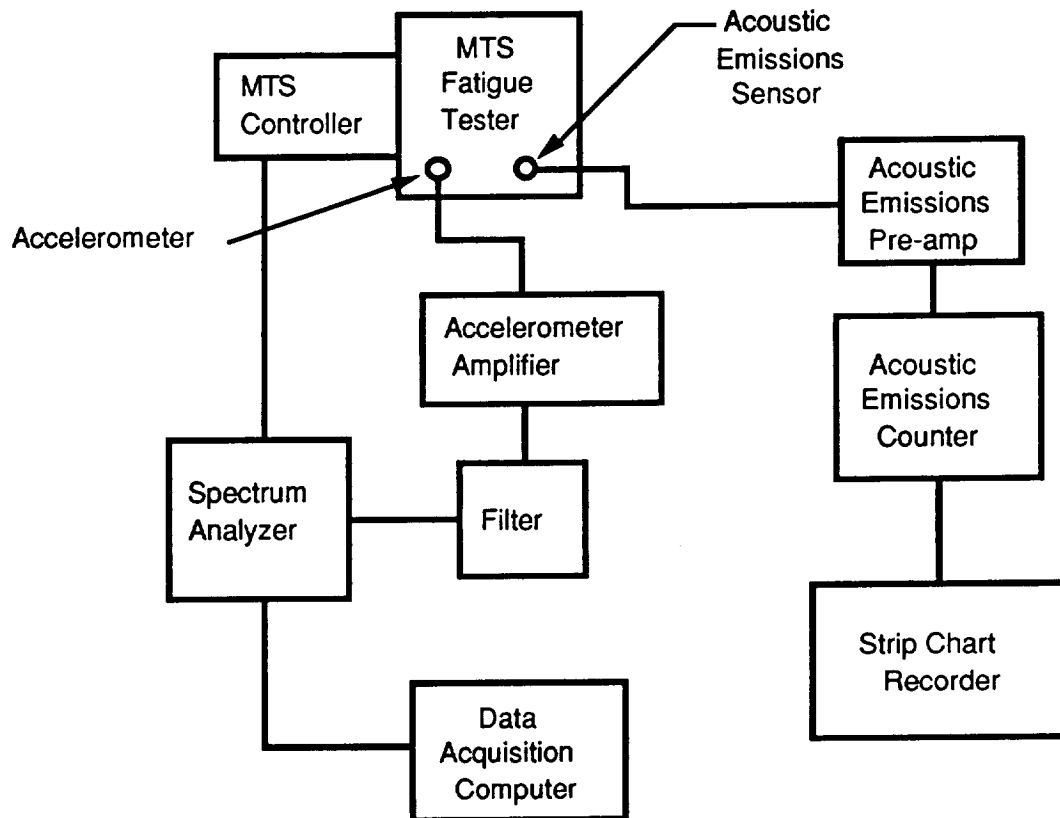 MTS
Controller
MTS
Fatigue
Tester
Acoustic
Emissions
Sensor
Accelerometer
Acoustic
Emissions
Pre-amp
Accelerometer
Amplifier
Acoustic
Emissions
Counter
Spectrum
Analyzer
Filter
Strip Chart
Recorder
Data
Acquisition
Computer